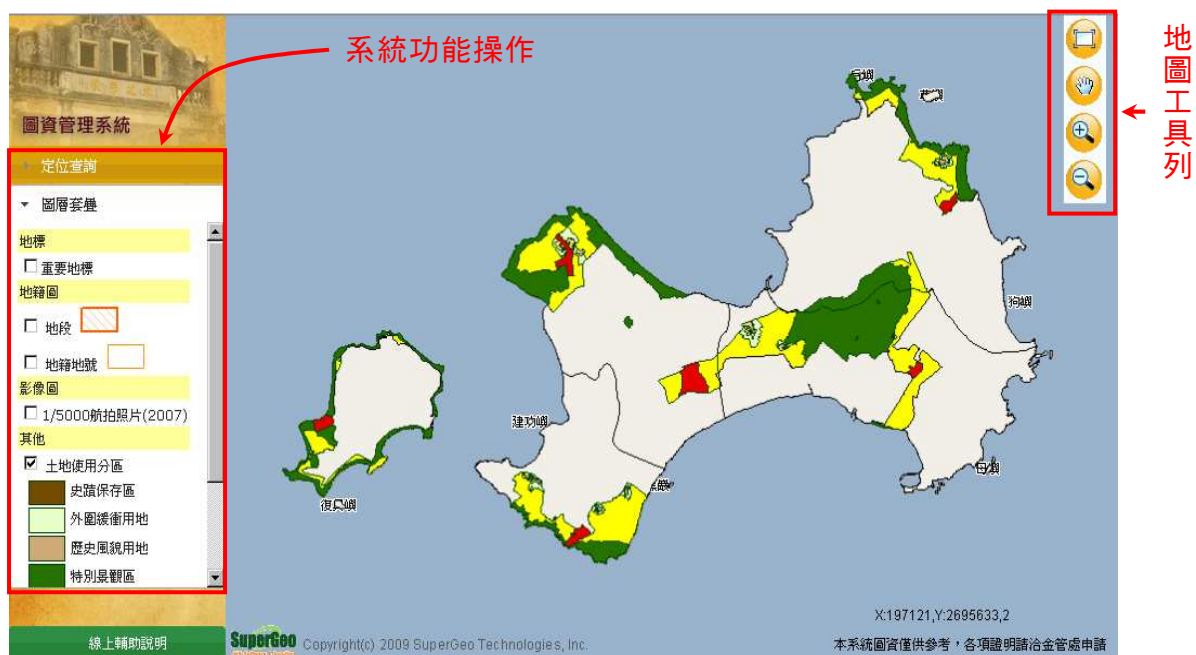 系統功能操作
地圖工具列
圖資管理系統
定位查詢
圖層套疊
地標
重要地標
地籍圖
地段
地籍地號
影像圖
1/5000航拍照片(2007)
其他
土地使用分區
史蹟保存區
外圍緩衝用地
歷史風貌用地
特別景觀區
線上輔助說明
建功嶼
復興嶼
狗嶼
母嶼
X:197121,Y:2695633,2
SuperGeo Copyright(c) 2009 SuperGeo Technologies, Inc.
本系統圖資僅供參考，各項證明請洽金管處申請